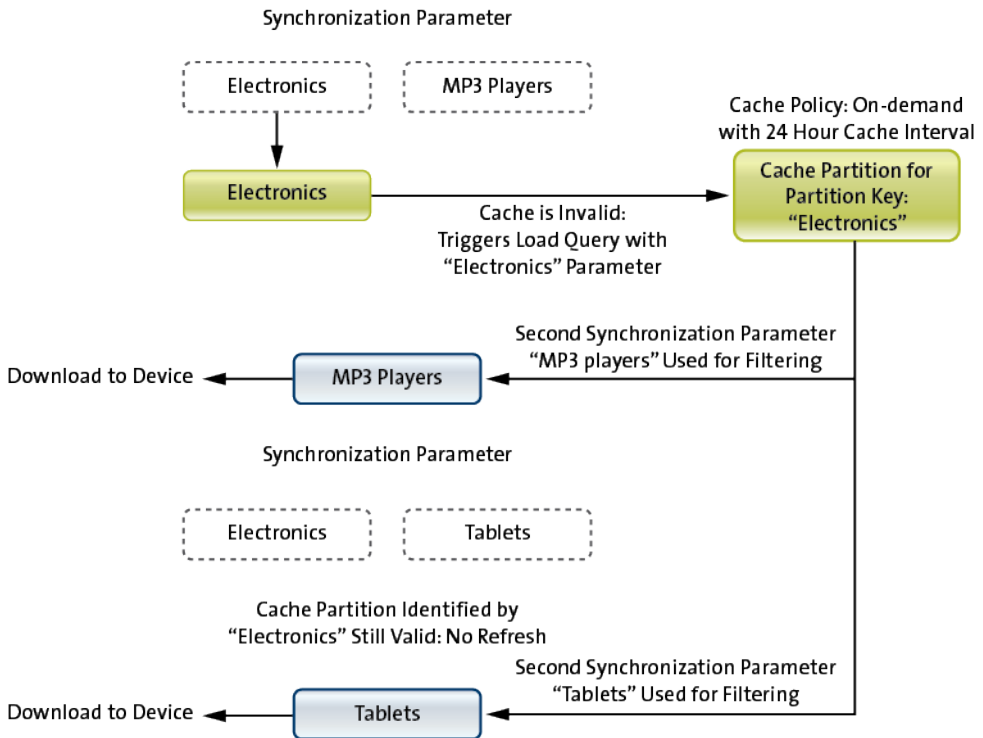 Synchronization Parameter
Electronics
MP3 Players
Cache Policy: On-demand
with 24 Hour Cache Interval
Electronics
Cache Partition for
Partition Key:
“Electronics”
Cache is Invalid:
Triggers Load Query with
“Electronics” Parameter
Second Synchronization Parameter
“MP3 players” Used for Filtering
Download to Device
MP3 Players
Synchronization Parameter
Electronics
Tablets
Cache Partition Identified by
“Electronics” Still Valid: No Refresh
Second Synchronization Parameter
“Tablets” Used for Filtering
Download to Device
Tablets